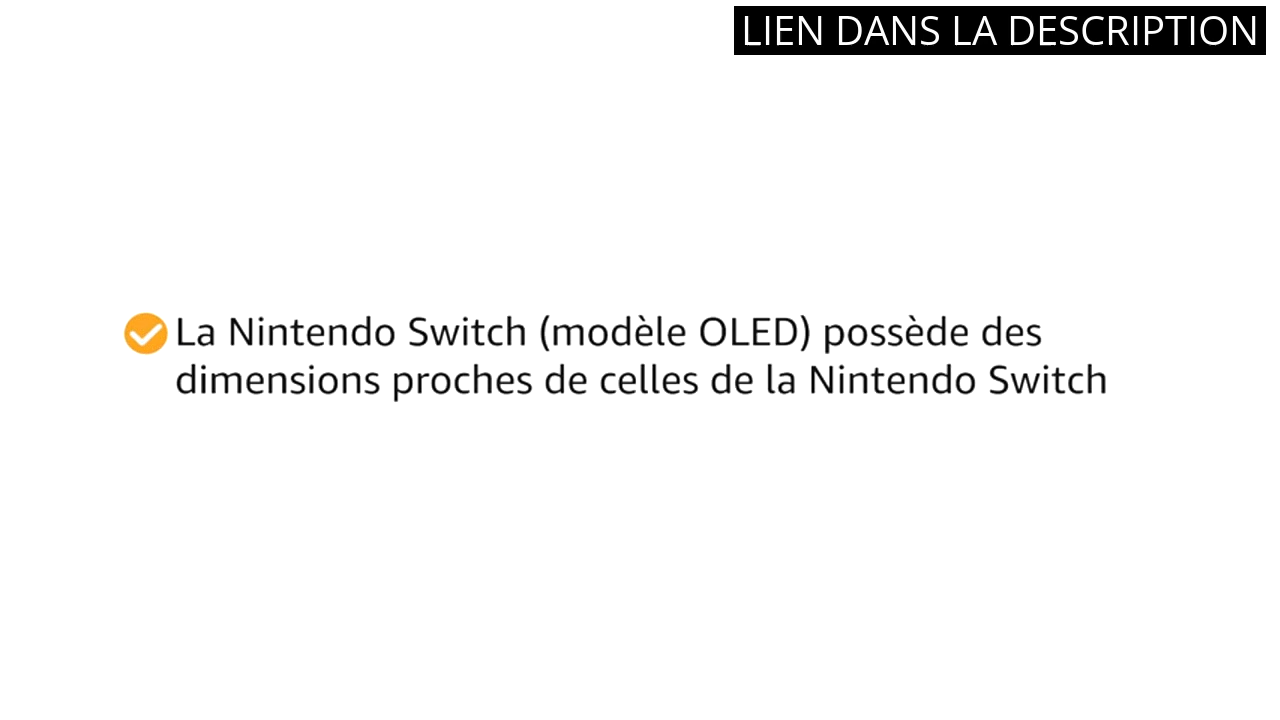 LIEN DANS LA DESCRIPTION
La Nintendo Switch (modèle OLED) possède des
dimensions proches de celles de la Nintendo Switch